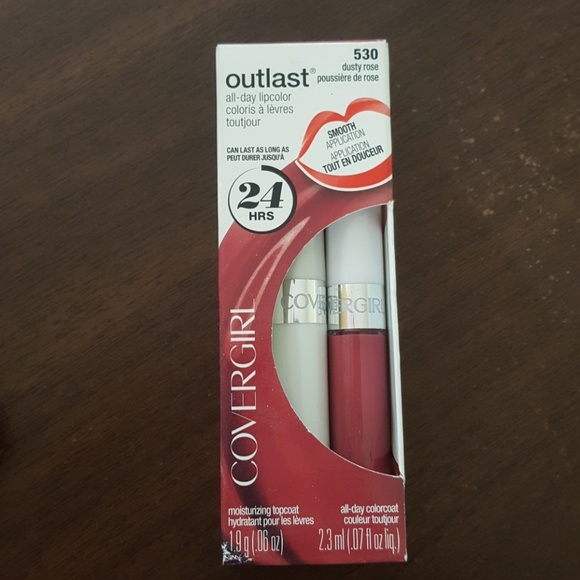 530
dusty rose
poussière de rose
outlast®
all-day lipcolor
coloris à lèvres
toutjour
SMOOTH
APPLICATION
APPLICATION
TOUT EN DOUCEUR
CAN LAST AS LONG AS
PEUT DURER JUSQU'À
24
HRS
COVERGIRL
COVERGIRL
moisturizing topcoat
hydratant pour les lèvres
1.9 g (.06 oz)
all-day colorcoat
couleur toutjour
2.3 ml (.07 fl oz liq.)